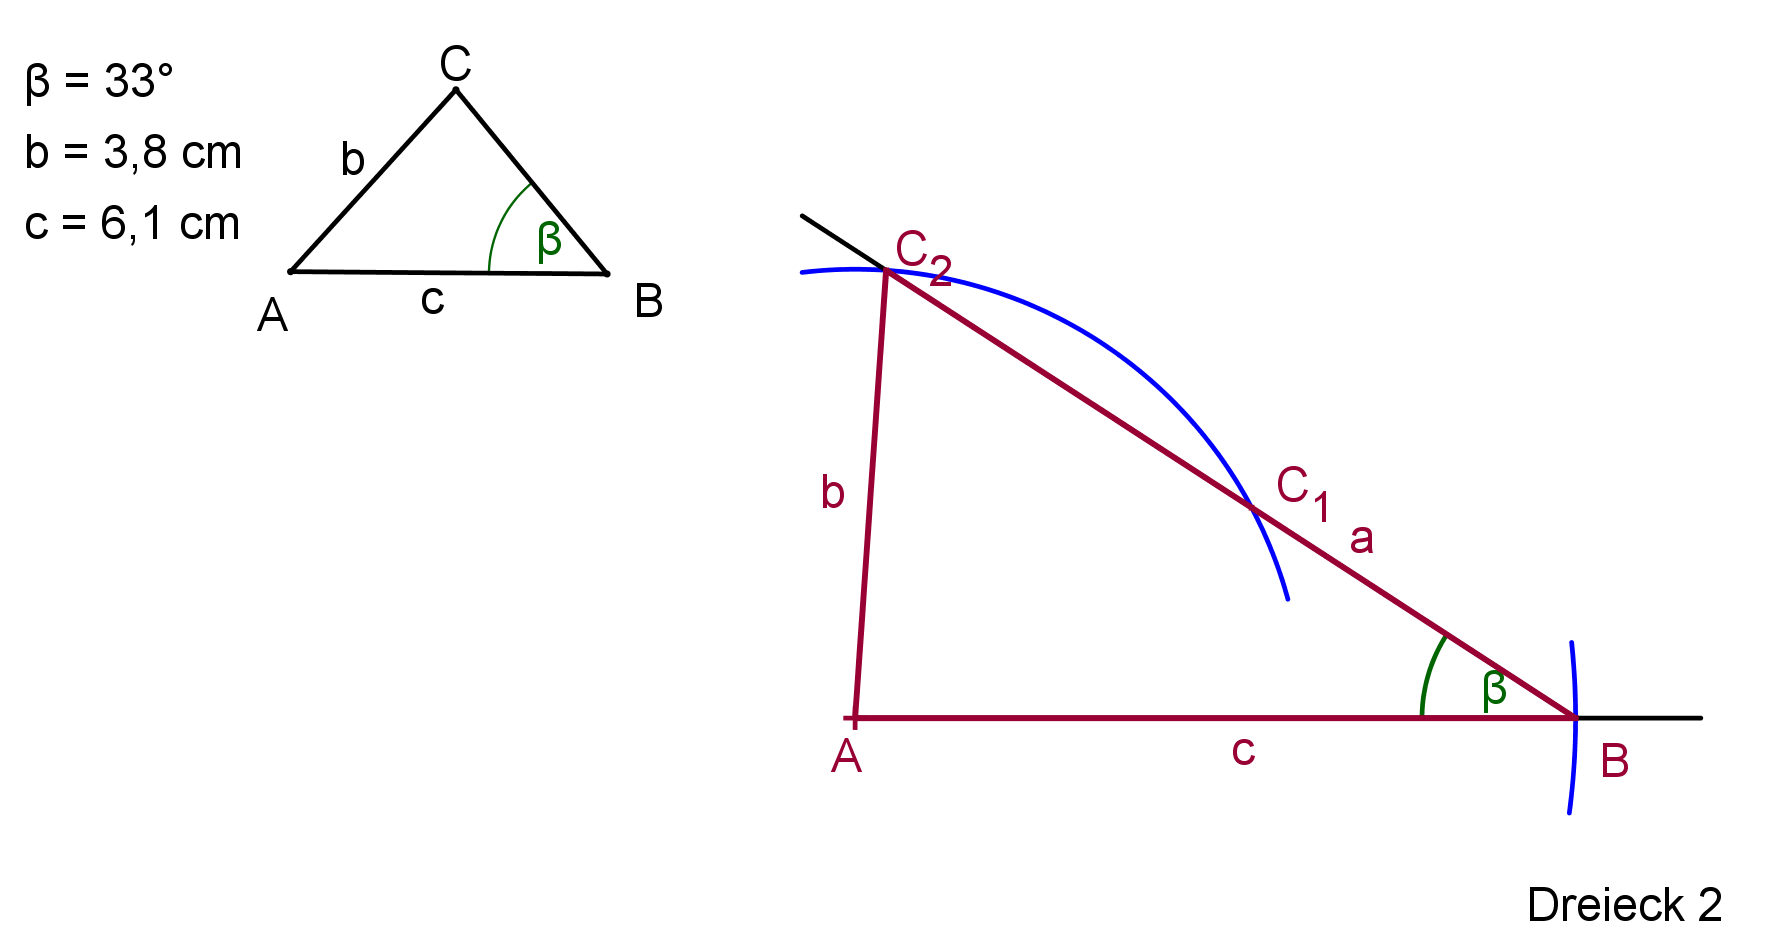 β = 33°
b = 3,8 cm
c = 6,1 cm
C
b
β
A
c
B
C₂
C₁
a
b
β
A
c
B
Dreieck 2